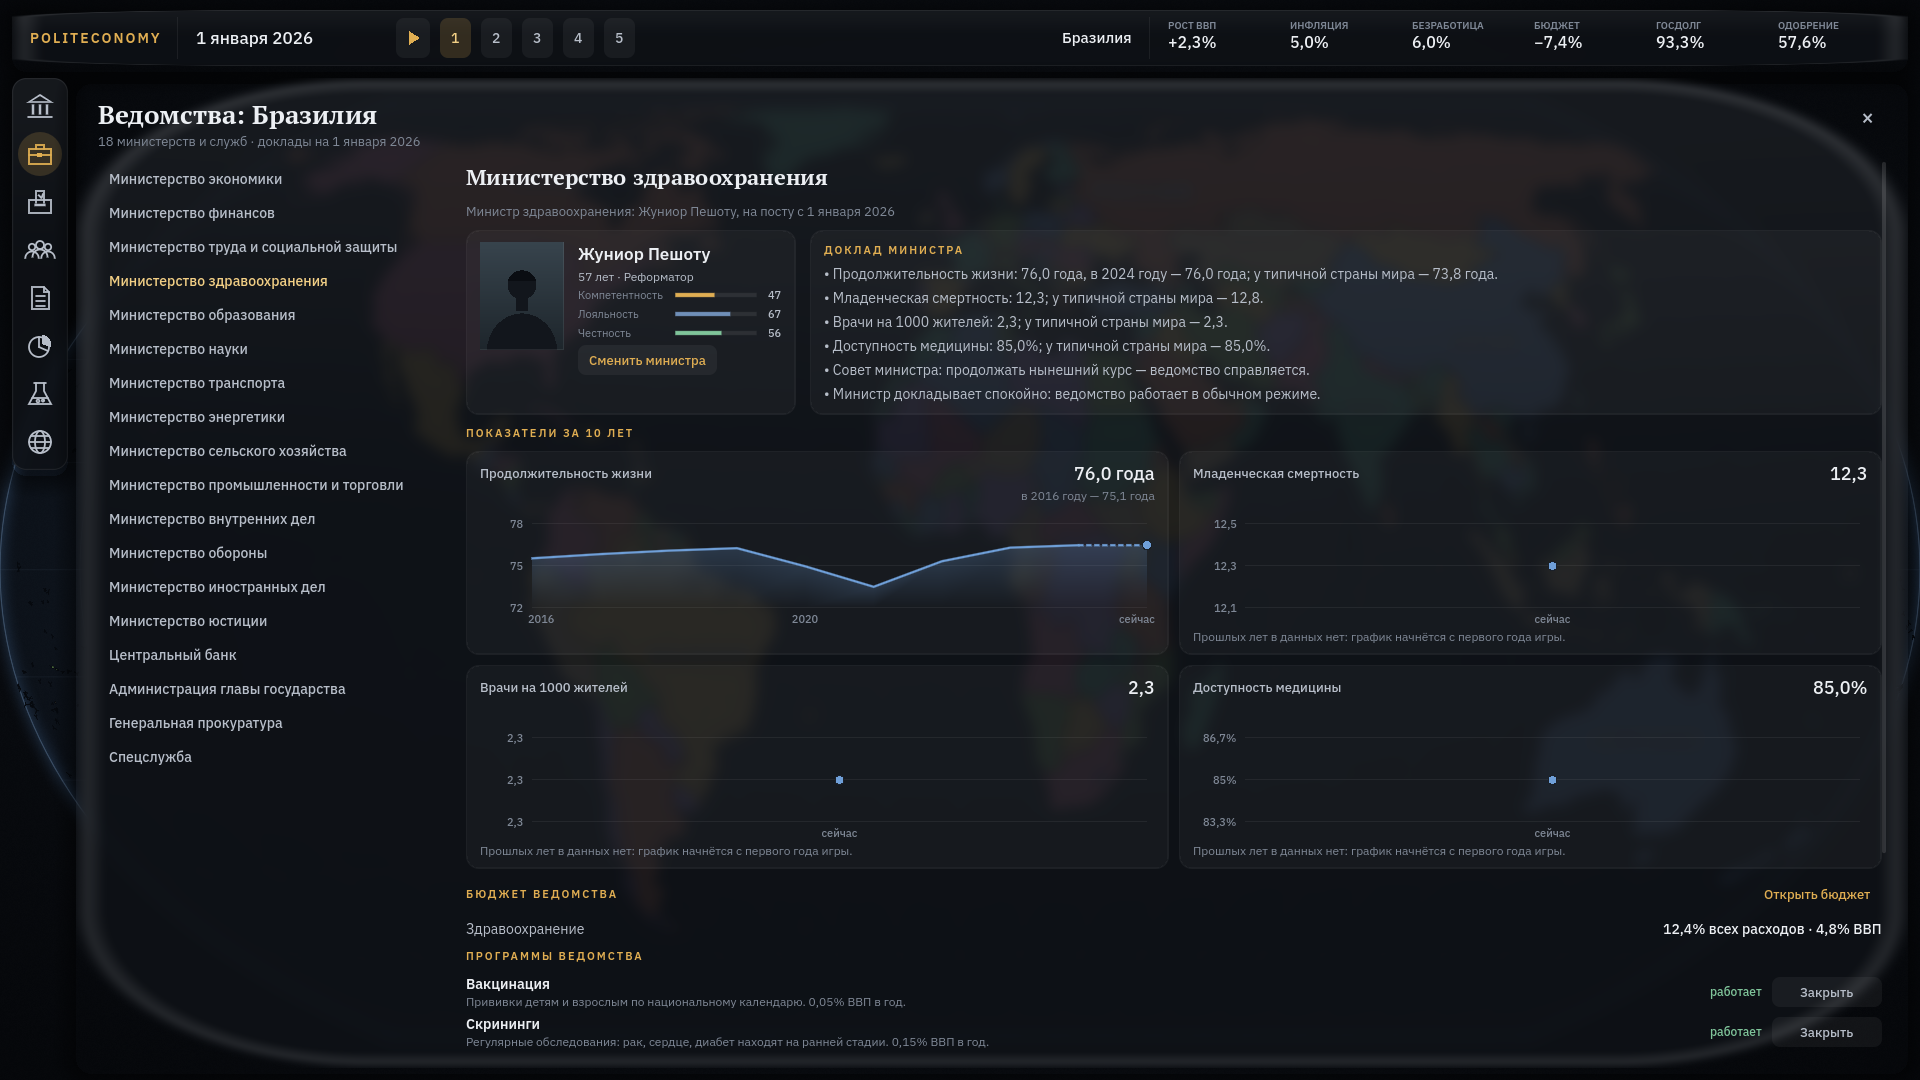 POLITECONOMY
1 января 2026
1
2
3
4
5
Бразилия
РОСТ ВВП
+2,3%
ИНФЛЯЦИЯ
5,0%
БЕЗРАБОТИЦА
6,0%
БЮДЖЕТ
−7,4%
ГОСДОЛГ
93,3%
ОДОБРЕНИЕ
57,6%
Ведомства: Бразилия
×
18 министерств и служб · доклады на 1 января 2026
Министерство экономики
Министерство финансов
Министерство труда и социальной защиты
Министерство здравоохранения
Министерство образования
Министерство науки
Министерство транспорта
Министерство энергетики
Министерство сельского хозяйства
Министерство промышленности и торговли
Министерство внутренних дел
Министерство обороны
Министерство иностранных дел
Министерство юстиции
Центральный банк
Администрация главы государства
Генеральная прокуратура
Спецслужба
Министерство здравоохранения
Министр здравоохранения: Жуниор Пешоту, на посту с 1 января 2026
Жуниор Пешоту
57 лет · Реформатор
Компетентность 47
Лояльность 67
Честность 56
Сменить министра
ДОКЛАД МИНИСТРА
• Продолжительность жизни: 76,0 года, в 2024 году — 76,0 года; у типичной страны мира — 73,8 года.
• Младенческая смертность: 12,3; у типичной страны мира — 12,8.
• Врачи на 1000 жителей: 2,3; у типичной страны мира — 2,3.
• Доступность медицины: 85,0%; у типичной страны мира — 85,0%.
• Совет министра: продолжать нынешний курс — ведомство справляется.
• Министр докладывает спокойно: ведомство работает в обычном режиме.
ПОКАЗАТЕЛИ ЗА 10 ЛЕТ
Продолжительность жизни
76,0 года
в 2016 году — 75,1 года
78
75
72
2016
2020
сейчас
Младенческая смертность
12,3
12,5
12,3
12,1
сейчас
Прошлых лет в данных нет: график начнётся с первого года игры.
Врачи на 1000 жителей
2,3
2,3
2,3
2,3
сейчас
Прошлых лет в данных нет: график начнётся с первого года игры.
Доступность медицины
85,0%
86,7%
85%
83,3%
сейчас
Прошлых лет в данных нет: график начнётся с первого года игры.
БЮДЖЕТ ВЕДОМСТВА
Открыть бюджет
Здравоохранение
12,4% всех расходов · 4,8% ВВП
ПРОГРАММЫ ВЕДОМСТВА
Вакцинация
Прививки детям и взрослым по национальному календарю. 0,05% ВВП в год.
работает
Закрыть
Скрининги
Регулярные обследования: рак, сердце, диабет находят на ранней стадии. 0,15% ВВП в год.
работает
Закрыть